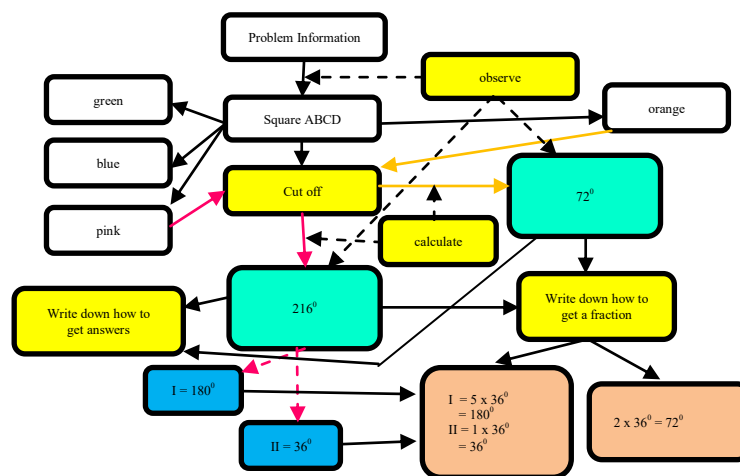 Problem Information
observe
green
Square ABCD
orange
blue
Cut off
72⁰
pink
calculate
216⁰
Write down how to
get answers
Write down how to
get a fraction
I = 180⁰
I = 5 x 36⁰
= 180⁰
II = 1 x 36⁰
= 36⁰
2 x 36⁰ = 72⁰
II = 36⁰